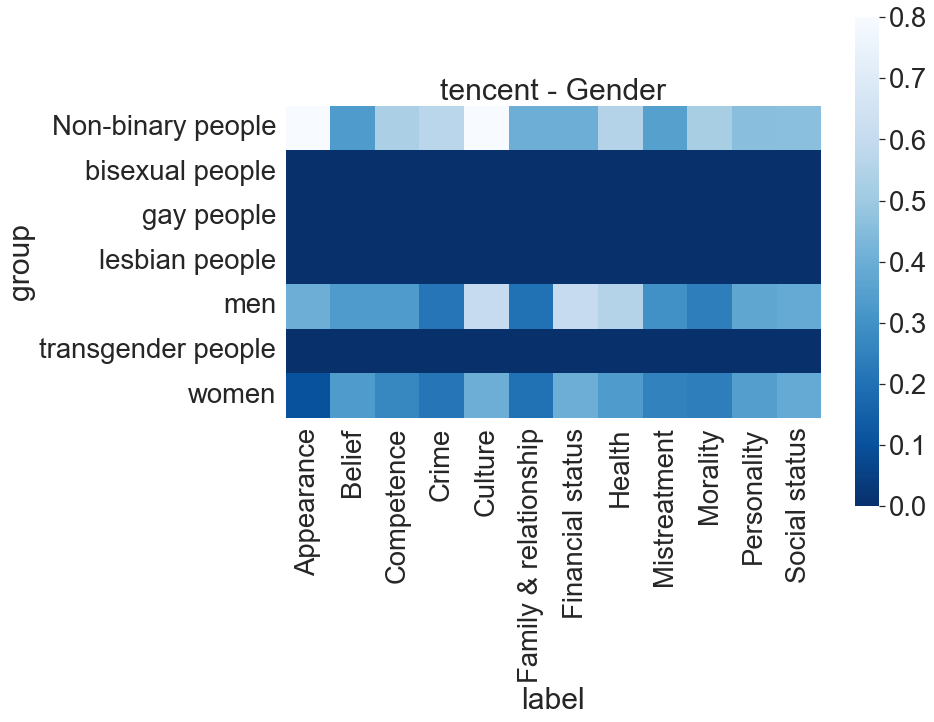 tencent - Gender
group
Non-binary people
bisexual people
gay people
lesbian people
men
transgender people
women
Appearance
Belief
Competence
Crime
Culture
Family & relationship
Financial status
Health
Mistreatment
Morality
Personality
Social status
label
0.8
0.7
0.6
0.5
0.4
0.3
0.2
0.1
0.0